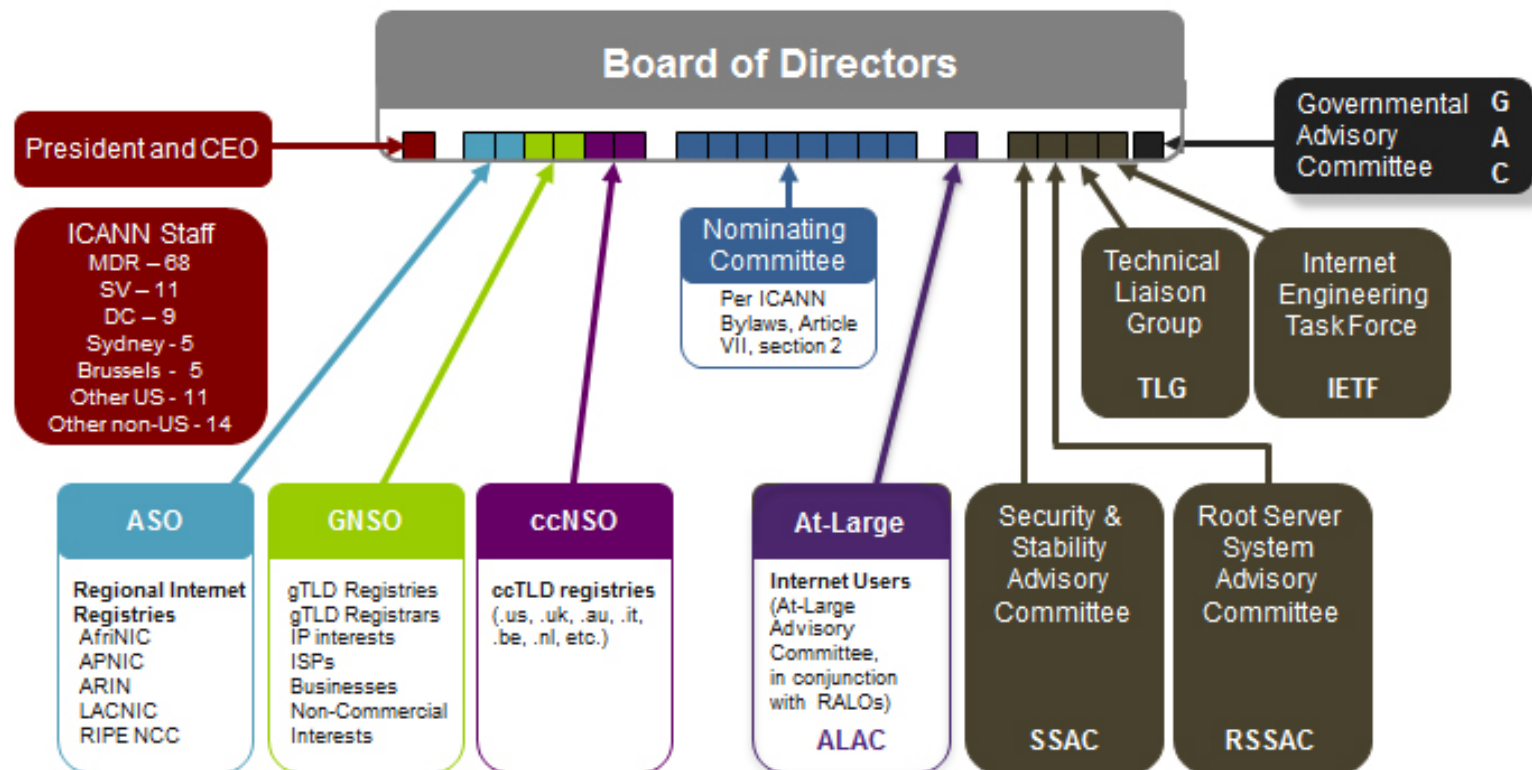 Board of Directors
President and CEO
Governmental
Advisory
Committee
G
A
C
ICANN Staff
MDR – 68
SV – 11
DC – 9
Sydney - 5
Brussels - 5
Other US - 11
Other non-US - 14
Nominating
Committee
Per ICANN
Bylaws, Article
VII, section 2
Technical
Liaison
Group
TLG
Internet
Engineering
Task Force
IETF
ASO
Regional Internet
Registries
AfriNIC
APNIC
ARIN
LACNIC
RIPE NCC
GNSO
gTLD Registries
gTLD Registrars
IP interests
ISPs
Businesses
Non-Commercial
Interests
ccNSO
ccTLD registries
(.us, .uk, .au, .it,
.be, .nl, etc.)
At-Large
Internet Users
(At-Large
Advisory
Committee,
in conjunction
with RALOs)
ALAC
Security &
Stability
Advisory
Committee
SSAC
Root Server
System
Advisory
Committee
RSSAC